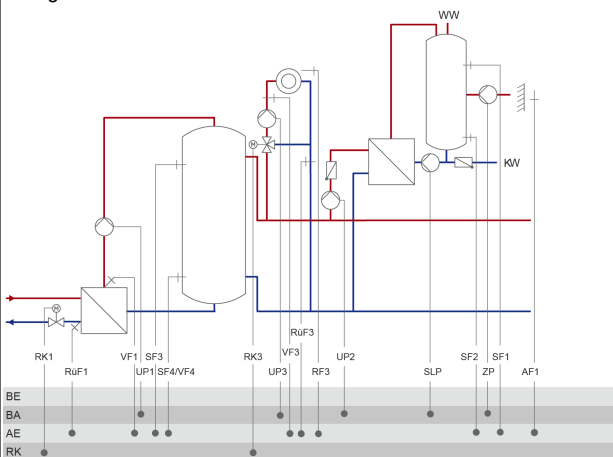 WW
M
M
KW
M
RüF3
RK1
VF1
SF3
RK3
VF3
UP2
SF2
SF1
RüF1
UP1
SF4/VF4
UP3
RF3
SLP
ZP
AF1
BE
BA
AE
RK